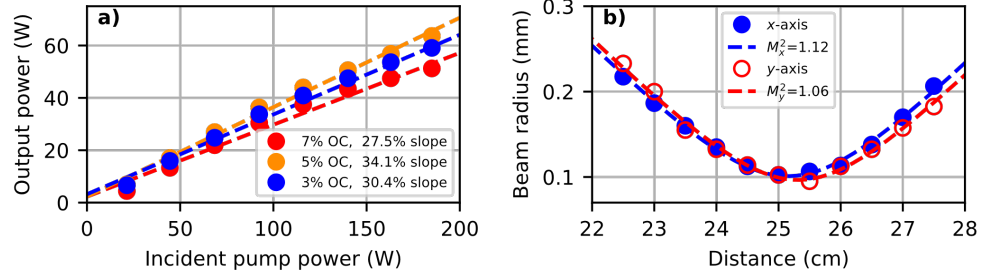 a)
Output power (W)
60
40
20
0
7% OC, 27.5% slope
5% OC, 34.1% slope
3% OC, 30.4% slope
0 50 100 150 200
Incident pump power (W)
b)
Beam radius (mm)
0.3
0.2
0.1
x-axis
M²ₓ=1.12
y-axis
M²ᵧ=1.06
22 23 24 25 26 27 28
Distance (cm)